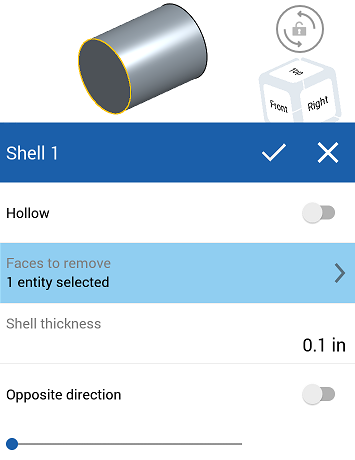 Top
Front
Right
Shell 1
Hollow
Faces to remove
1 entity selected
Shell thickness
0.1 in
Opposite direction